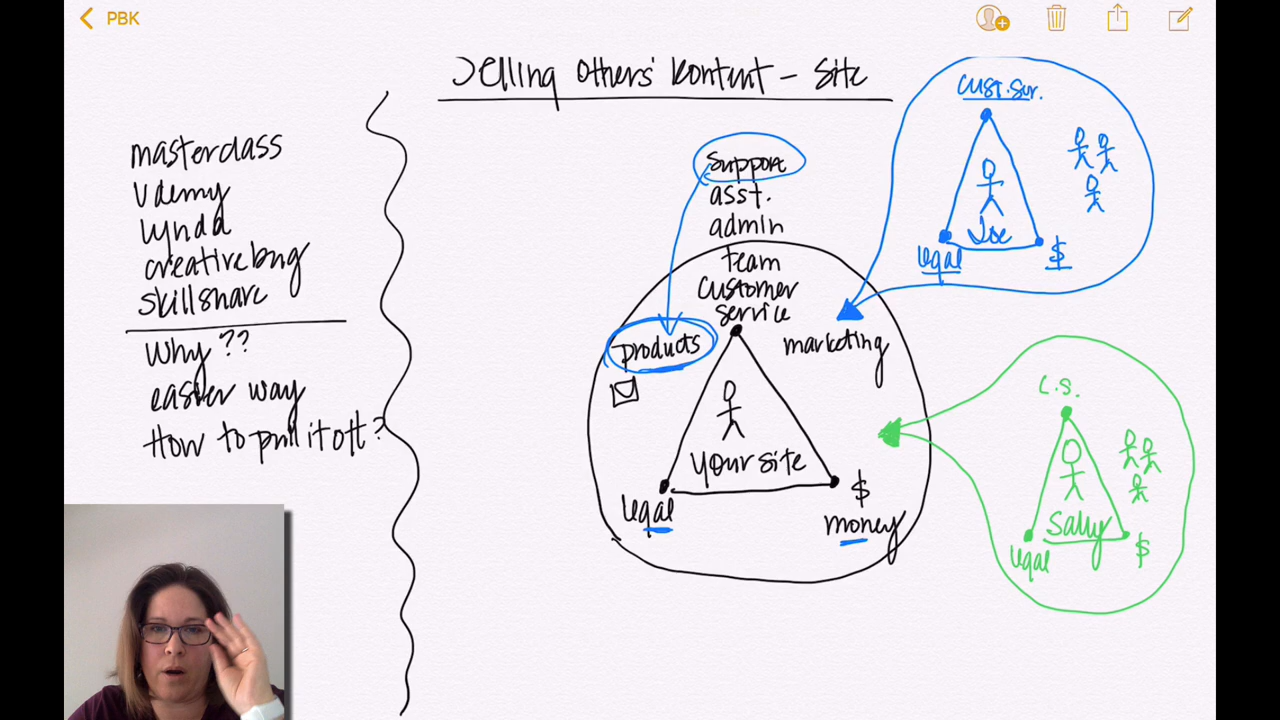 PBK
Selling Others' Kontent - Site
masterclass
Udemy
Lynda
creativebug
skillshare
Why ??
easier way
How to pull it off?
support
asst.
admin
team
customer
service
products
marketing
your site
legal
$
money
Cust. Sur.
Joe
legal
$
C.S.
Sally
legal
$